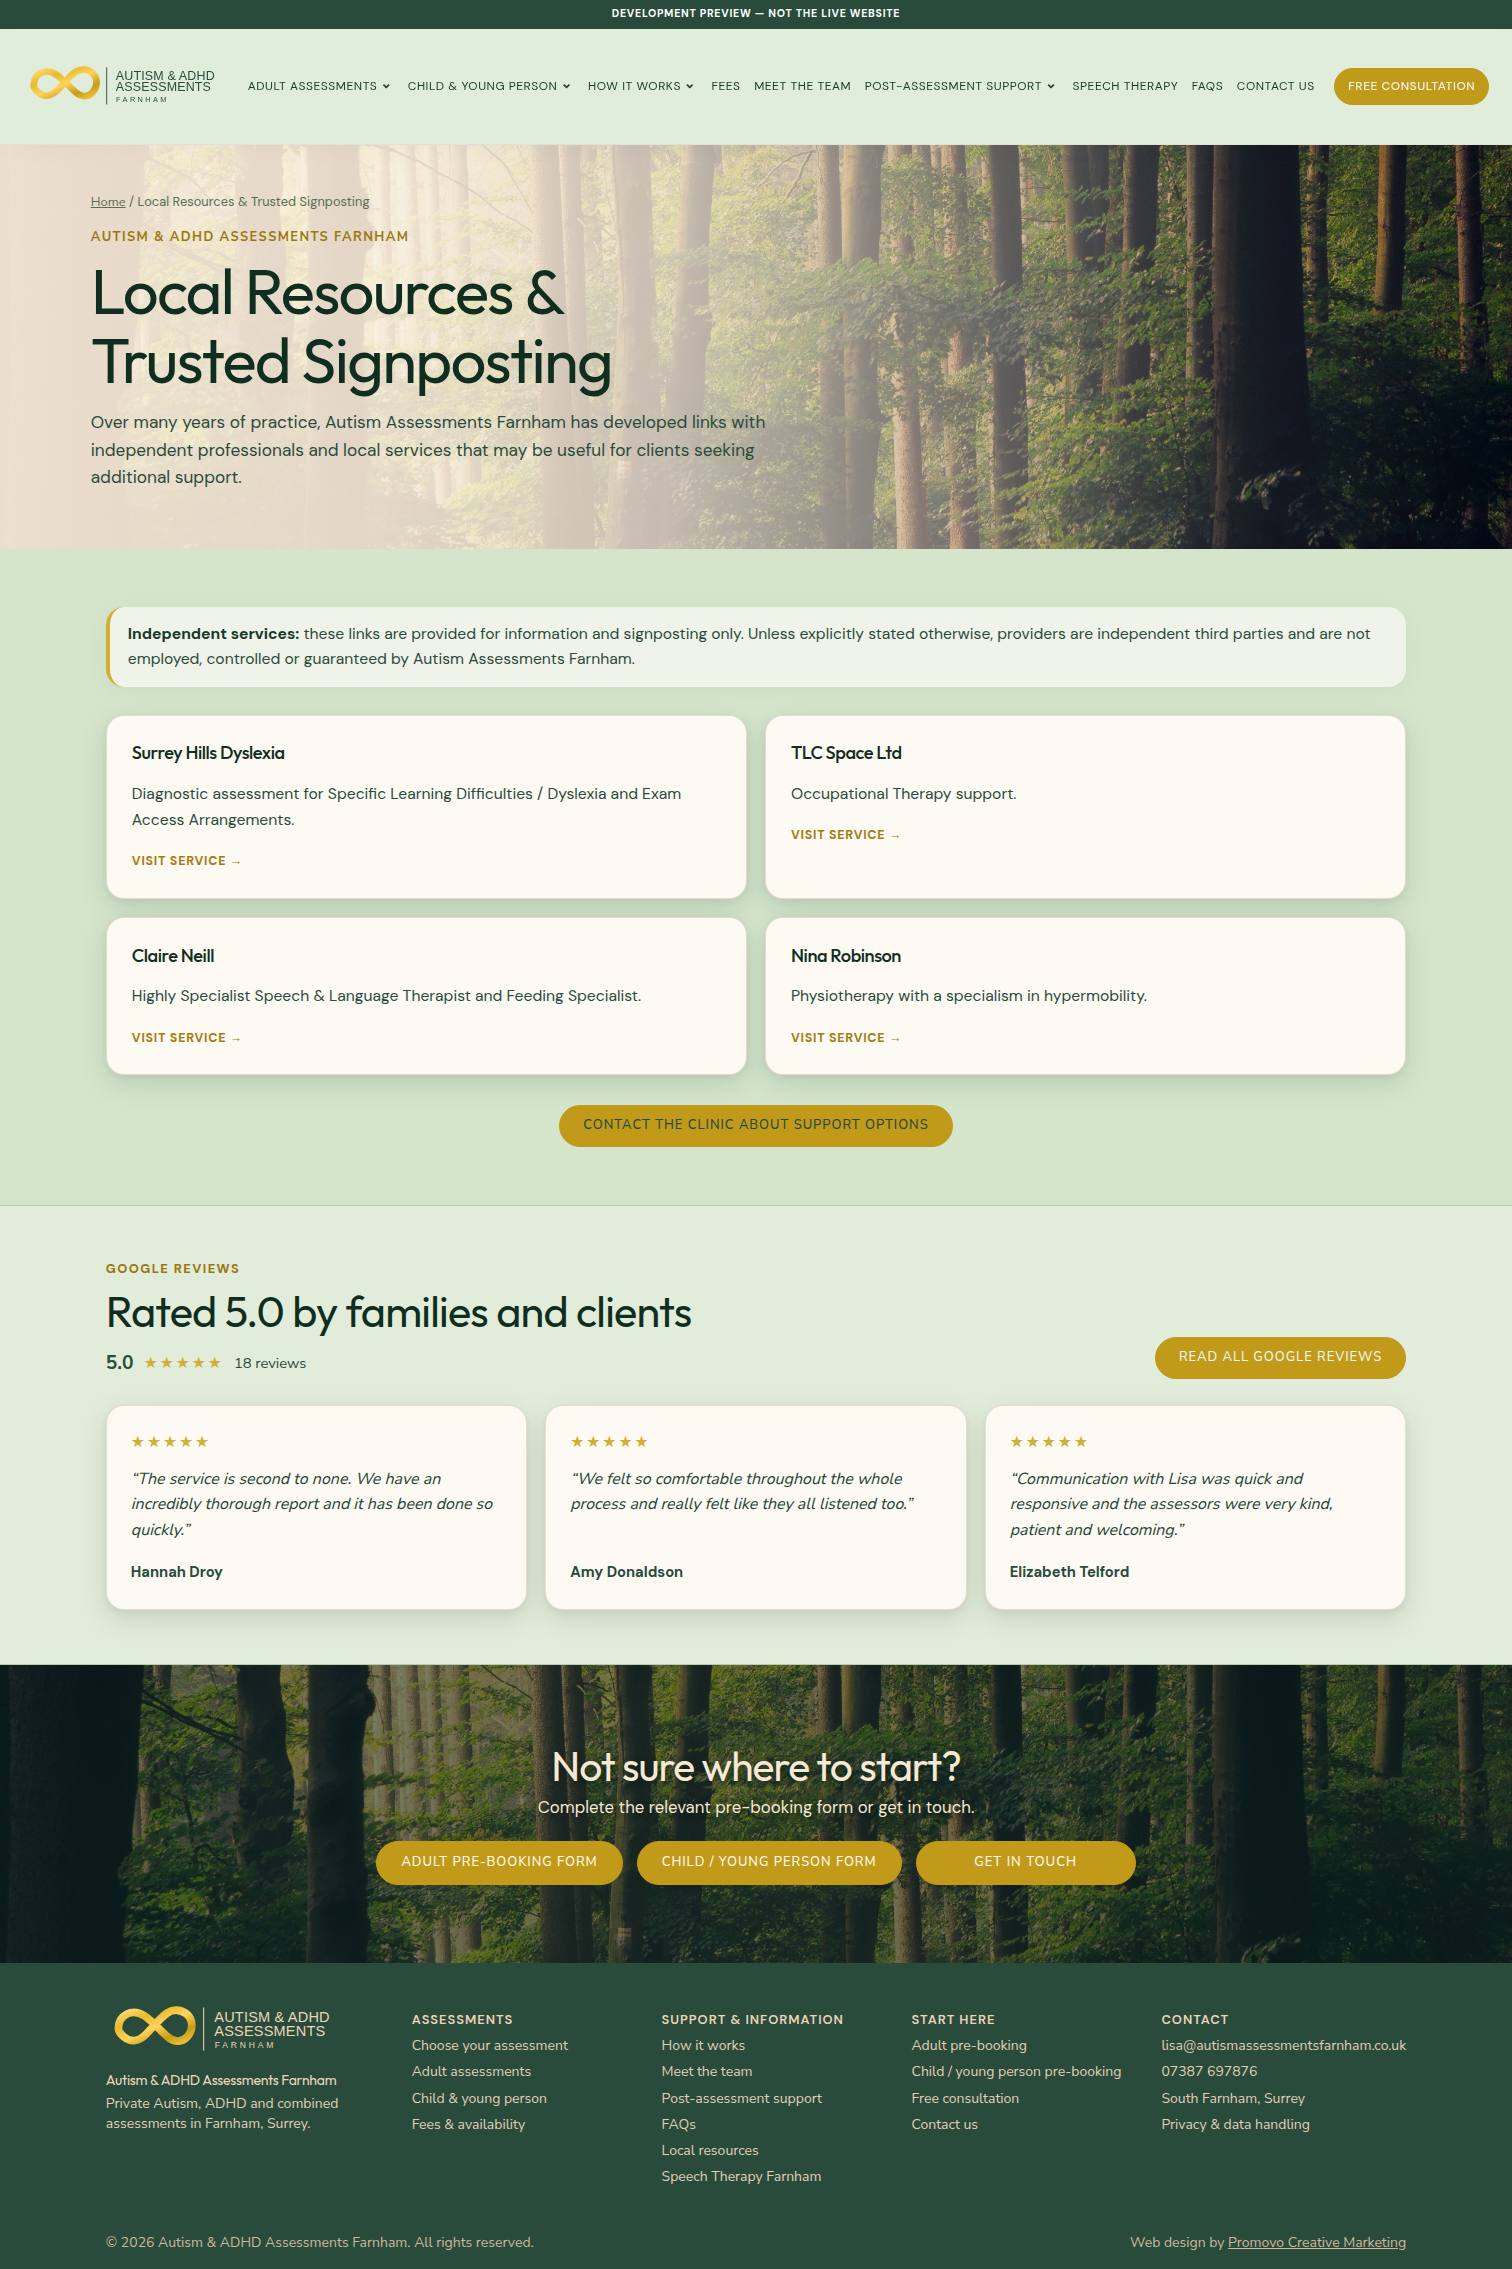 DEVELOPMENT PREVIEW — NOT THE LIVE WEBSITE
AUTISM & ADHD
ASSESSMENTS
FARNHAM
ADULT ASSESSMENTS CHILD & YOUNG PERSON HOW IT WORKS FEES MEET THE TEAM POST-ASSESSMENT SUPPORT SPEECH THERAPY FAQS CONTACT US FREE CONSULTATION
Home / Local Resources & Trusted Signposting
AUTISM & ADHD ASSESSMENTS FARNHAM
Local Resources &
Trusted Signposting
Over many years of practice, Autism Assessments Farnham has developed links with
independent professionals and local services that may be useful for clients seeking
additional support.
Independent services: these links are provided for information and signposting only. Unless explicitly stated otherwise, providers are independent third parties and are not
employed, controlled or guaranteed by Autism Assessments Farnham.
Surrey Hills Dyslexia
Diagnostic assessment for Specific Learning Difficulties / Dyslexia and Exam
Access Arrangements.
VISIT SERVICE →
TLC Space Ltd
Occupational Therapy support.
VISIT SERVICE →
Claire Neill
Highly Specialist Speech & Language Therapist and Feeding Specialist.
VISIT SERVICE →
Nina Robinson
Physiotherapy with a specialism in hypermobility.
VISIT SERVICE →
CONTACT THE CLINIC ABOUT SUPPORT OPTIONS
GOOGLE REVIEWS
Rated 5.0 by families and clients
5.0 ★★★★★ 18 reviews
READ ALL GOOGLE REVIEWS
★★★★★
“The service is second to none. We have an
incredibly thorough report and it has been done so
quickly.”
Hannah Droy
★★★★★
“We felt so comfortable throughout the whole
process and really felt like they all listened too.”
Amy Donaldson
★★★★★
“Communication with Lisa was quick and
responsive and the assessors were very kind,
patient and welcoming.”
Elizabeth Telford
Not sure where to start?
Complete the relevant pre-booking form or get in touch.
ADULT PRE-BOOKING FORM
CHILD / YOUNG PERSON FORM
GET IN TOUCH
AUTISM & ADHD
ASSESSMENTS
FARNHAM
Autism & ADHD Assessments Farnham
Private Autism, ADHD and combined
assessments in Farnham, Surrey.
ASSESSMENTS
Choose your assessment
Adult assessments
Child & young person
Fees & availability
SUPPORT & INFORMATION
How it works
Meet the team
Post-assessment support
FAQs
Local resources
Speech Therapy Farnham
START HERE
Adult pre-booking
Child / young person pre-booking
Free consultation
Contact us
CONTACT
lisa@autismassessmentsfarnham.co.uk
07387 697876
South Farnham, Surrey
Privacy & data handling
© 2026 Autism & ADHD Assessments Farnham. All rights reserved.
Web design by Promovo Creative Marketing